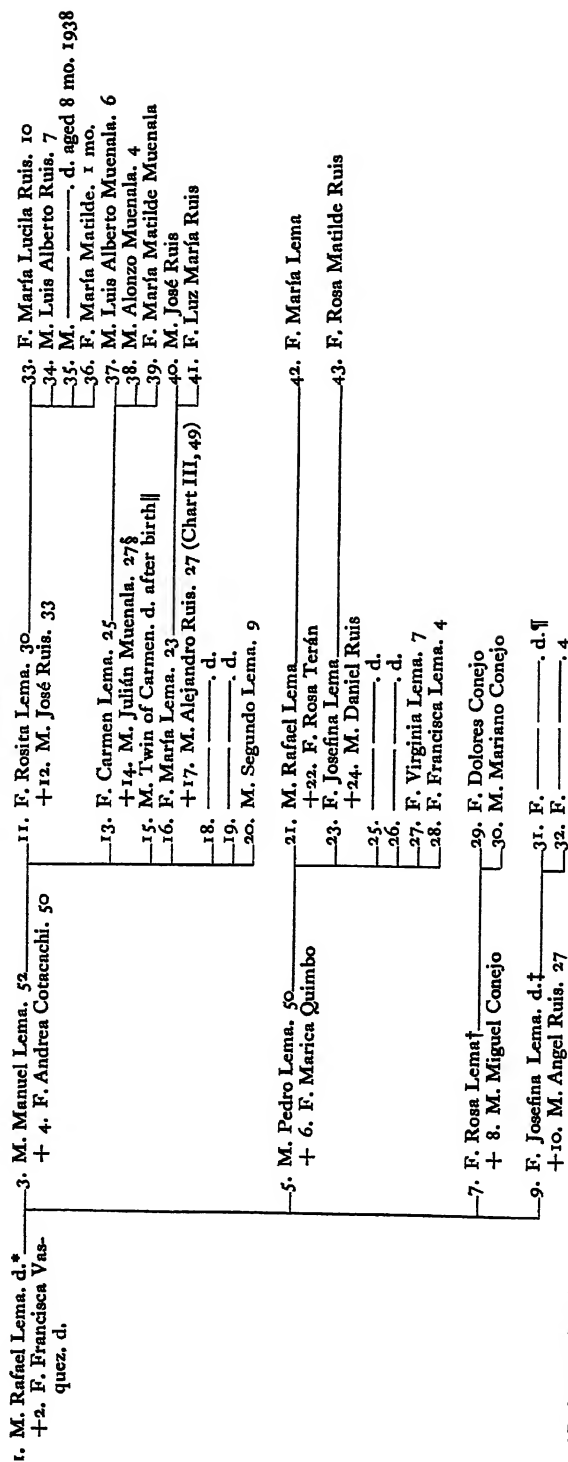 1. M. Rafael Lema. d.*
+2. F. Francisca Vas-
quez. d.
3. M. Manuel Lema. 52
+ 4. F. Andrea Cotacachi. 50
5. M. Pedro Lema. 50
+ 6. F. Marica Quimbo
7. F. Rosa Lema†
+ 8. M. Miguel Conejo
9. F. Josefina Lema. d.‡
+10. M. Angel Ruis. 27
11. F. Rosita Lema. 30
+12. M. José Ruis. 33
13. F. Carmen Lema. 25
+14. M. Julián Muenala. 27§
15. M. Twin of Carmen. d. after birth‖
16. F. María Lema. 23
+17. M. Alejandro Ruis. 27 (Chart III, 49)
18. ——— ———. d.
19. ——— ———. d.
20. M. Segundo Lema. 9
21. M. Rafael Lema
+22. F. Rosa Terán
23. F. Josefina Lema
+24. M. Daniel Ruis
25. ——— ———. d.
26. ——— ———. d.
27. F. Virginia Lema. 7
28. F. Francisca Lema. 4
29. F. Dolores Conejo
30. M. Mariano Conejo
31. F. ——— ———. d.¶
32. F. ——— ———. 4
33. F. María Lucila Ruis. 10
34. M. Luis Alberto Ruis. 7
35. M. ——— ———. d. aged 8 mo. 1938
36. F. María Matilde. 1 mo.
37. M. Luis Alberto Muenala. 6
38. M. Alonzo Muenala. 4
39. F. María Matilde Muenala
40. M. José Ruis
41. F. Luz María Ruis
42. F. María Lema
43. F. Rosa Matilde Ruis